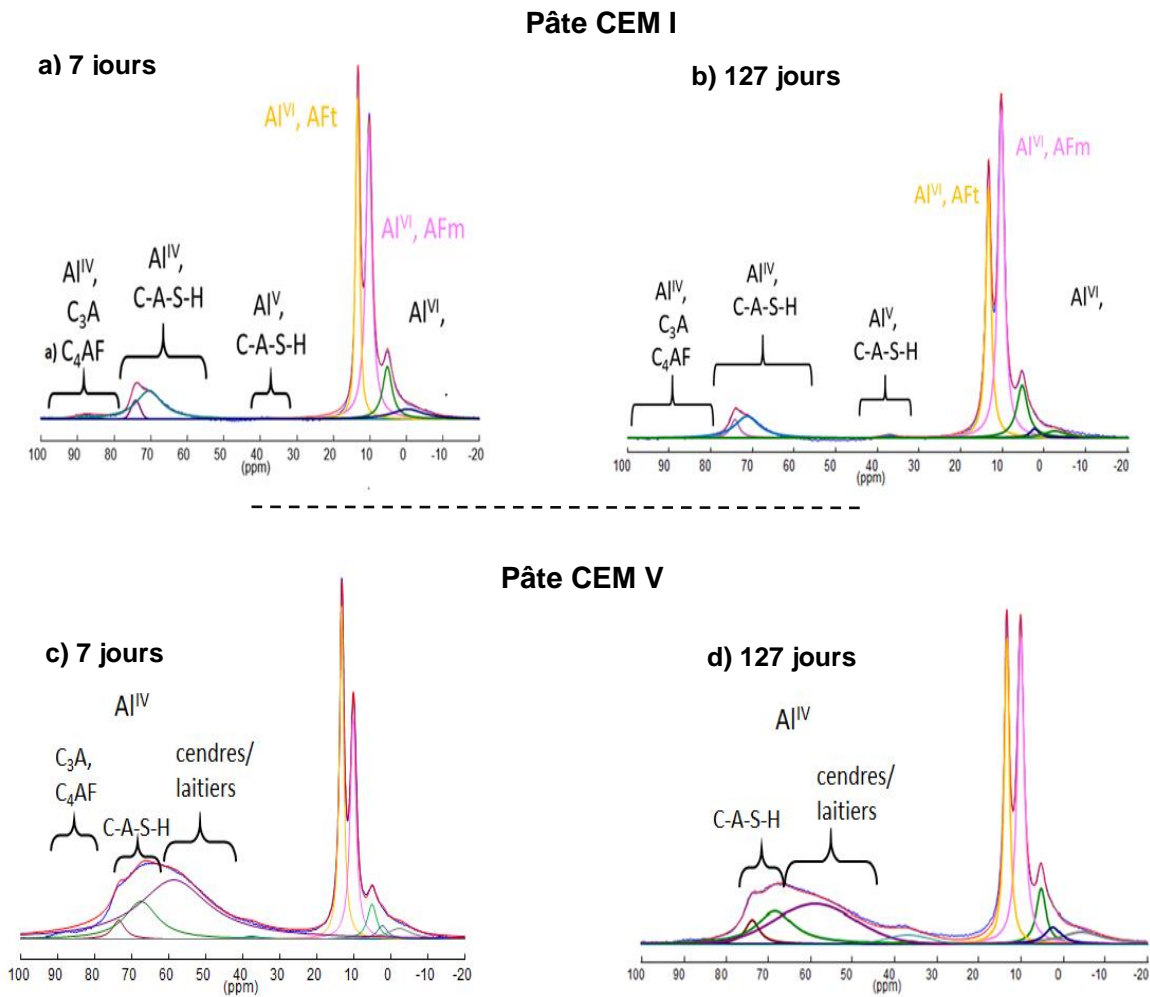 Pâte CEM I
a) 7 jours
Al^VI, AFt
Al^VI, AFm
Al^IV,
C₃A
a) C₄AF
Al^IV,
C-A-S-H
Al^V,
C-A-S-H
Al^VI,
100 90 80 70 60 50 40 30 20 10 0 -10 -20
(ppm)
b) 127 jours
Al^VI, AFm
Al^VI, AFt
Al^IV,
C₃A
C₄AF
Al^IV,
C-A-S-H
Al^V,
C-A-S-H
Al^VI,
100 90 80 70 60 50 40 30 20 10 0 -10 -20
(ppm)
Pâte CEM V
c) 7 jours
Al^IV
C₃A,
C₄AF
C-A-S-H
cendres/
laitiers
100 90 80 70 60 50 40 30 20 10 0 -10 -20
(ppm)
d) 127 jours
Al^IV
C-A-S-H
cendres/
laitiers
100 90 80 70 60 50 40 30 20 10 0 -10 -20
(ppm)